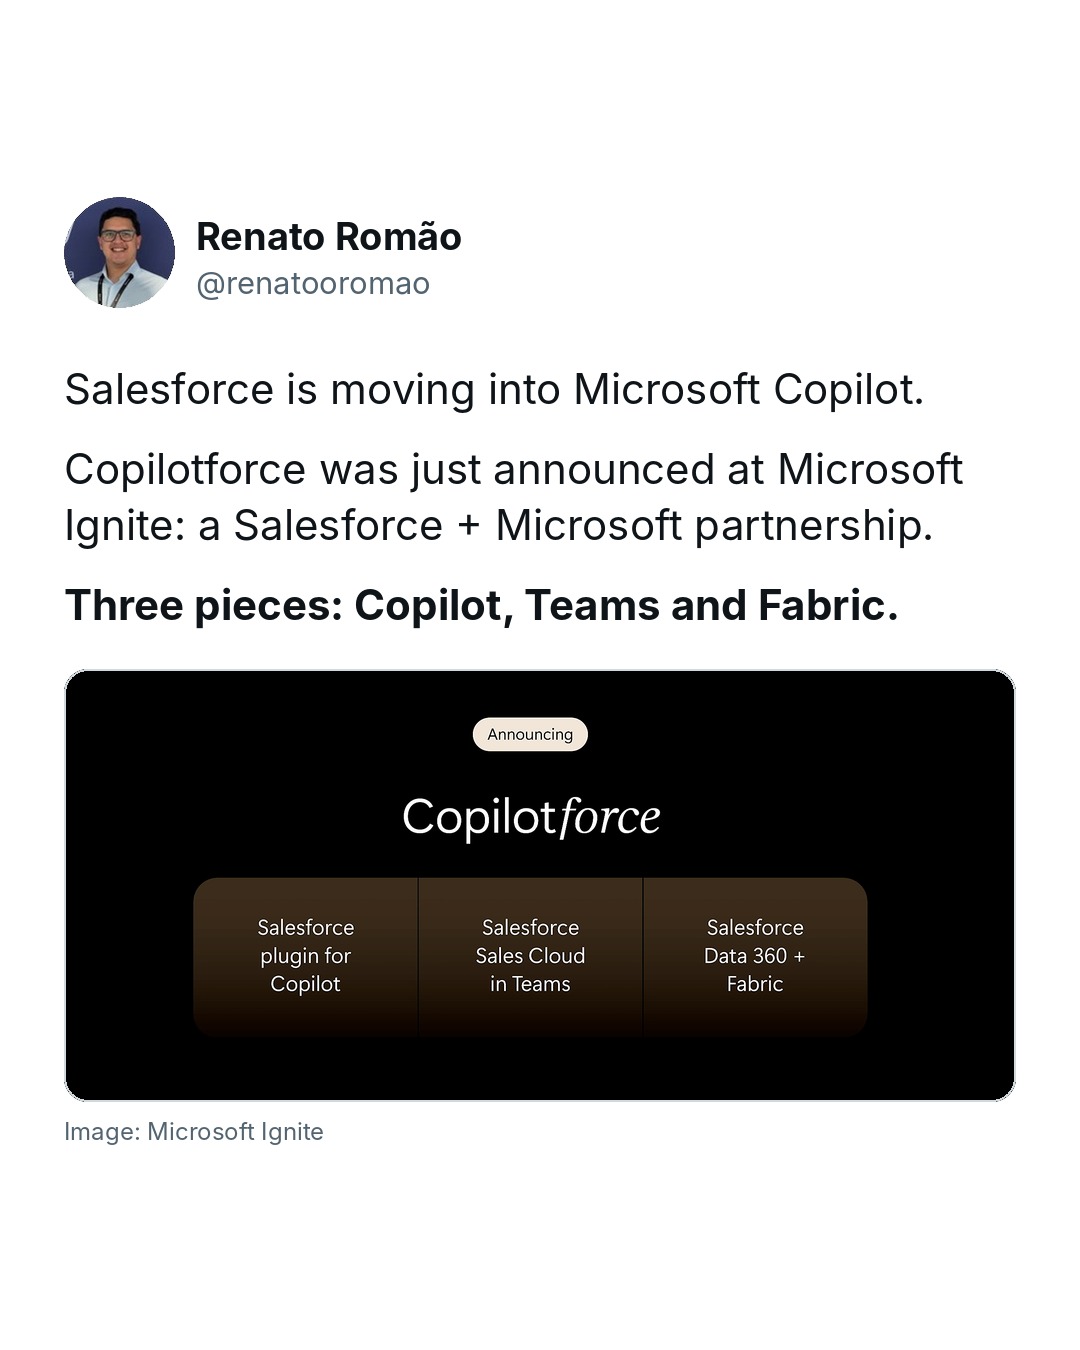 Renato Romão
@renatooromao
Salesforce is moving into Microsoft Copilot.
Copilotforce was just announced at Microsoft
Ignite: a Salesforce + Microsoft partnership.
Three pieces: Copilot, Teams and Fabric.
Announcing
Copilotforce
Salesforce
plugin for
Copilot
Salesforce
Sales Cloud
in Teams
Salesforce
Data 360 +
Fabric
Image: Microsoft Ignite